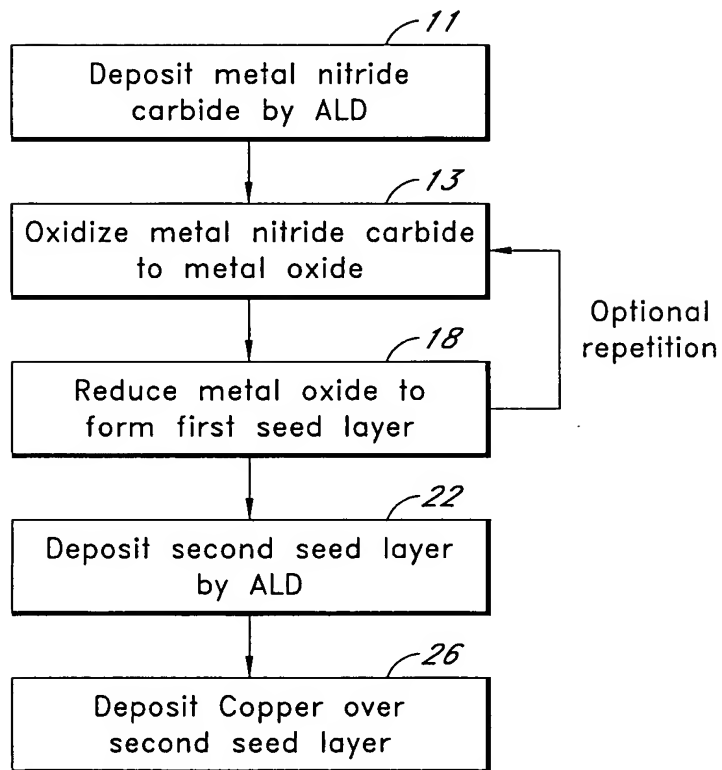 11
Deposit metal nitride
carbide by ALD
13
Oxidize metal nitride carbide
to metal oxide
Optional
repetition
18
Reduce metal oxide to
form first seed layer
22
Deposit second seed layer
by ALD
26
Deposit Copper over
second seed layer